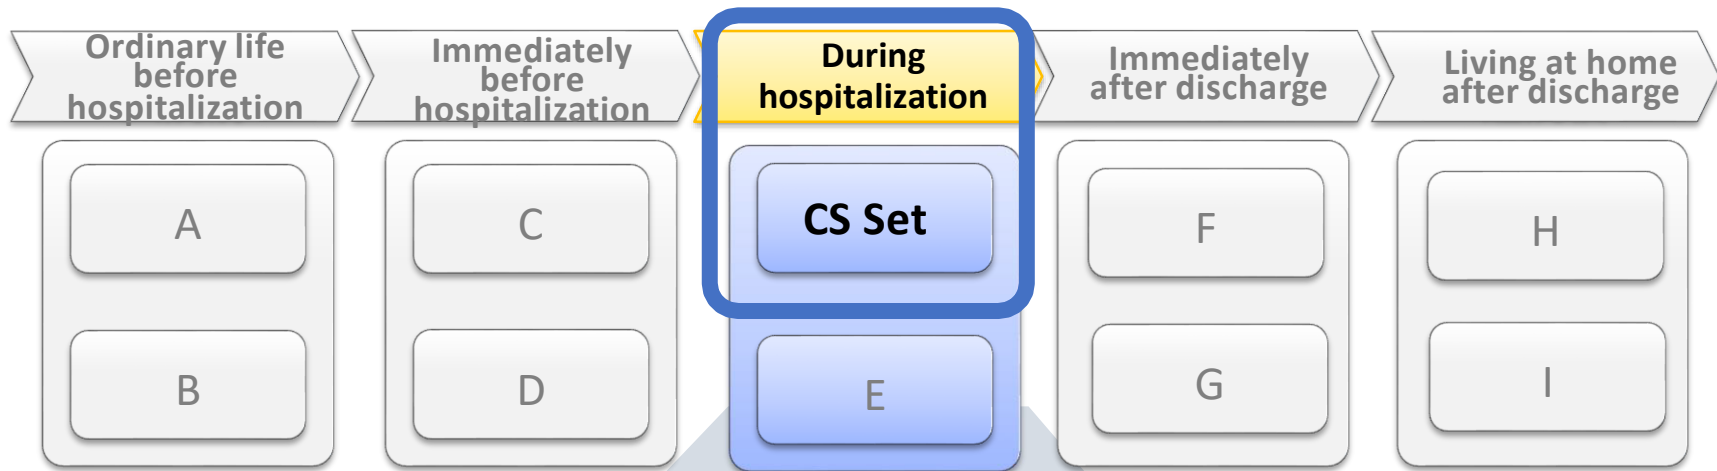 Ordinary life
before
hospitalization
Immediately
before
hospitalization
During
hospitalization
Immediately
after discharge
Living at home
after discharge
A
C
CS Set
F
H
B
D
E
G
I